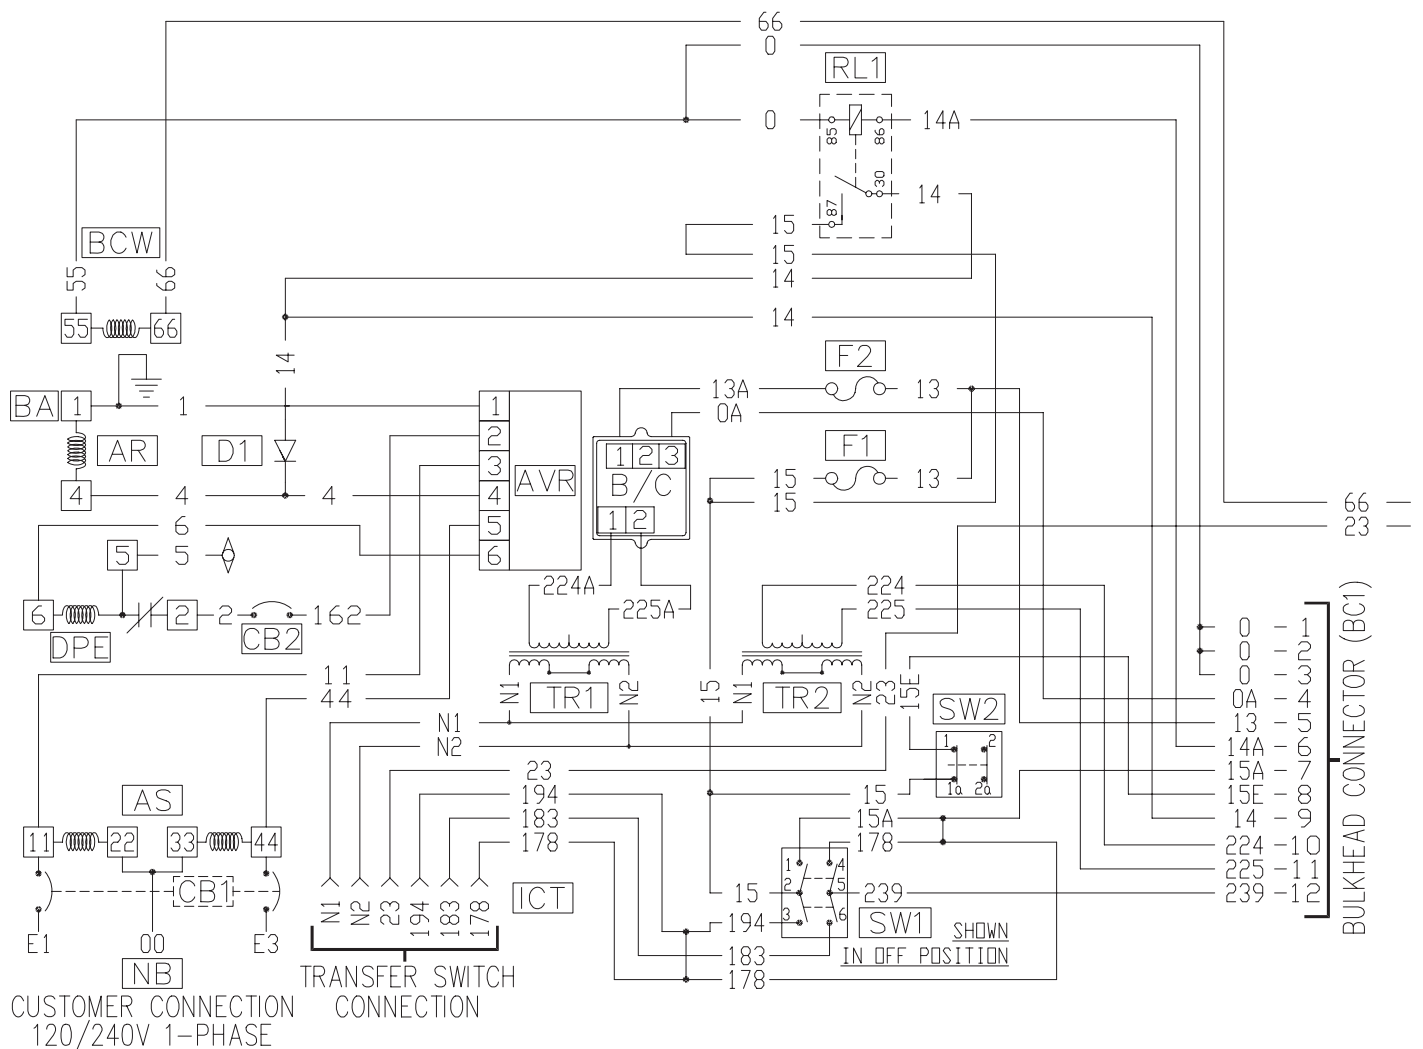 66
0
RL1
0
85
86
14A
30
14
87
15
15
BCW
55
66
14
55
66
14
14
F2
13A
13
0A
BA
1
1
1
AR
D1
2
3
AVR
1
2
3
B/C
F1
15
13
15
4
4
4
4
66
1
2
6
5
23
5
5
6
224A
224
225A
225
6
2
2
162
CB2
DPE
0 - 1
0 - 2
0 - 3
0A - 4
13 - 5
14A - 6
15A - 7
15E - 8
14 - 9
224 - 10
225 - 11
239 - 12
BULKHEAD CONNECTOR (BC1)
11
44
N1
TR1
N2
15
N1
TR2
N2
23
15E
SW2
1
2
1a
2a
N1
N2
23
194
183
178
15
15A
178
AS
11
22
33
44
CB1
E1
00
E3
NB
N1
N2
23
194
183
178
ICT
15
1
2
3
4
5
6
239
194
SW1
SHOWN
IN OFF POSITION
183
178
TRANSFER SWITCH
CONNECTION
CUSTOMER CONNECTION
120/240V 1-PHASE